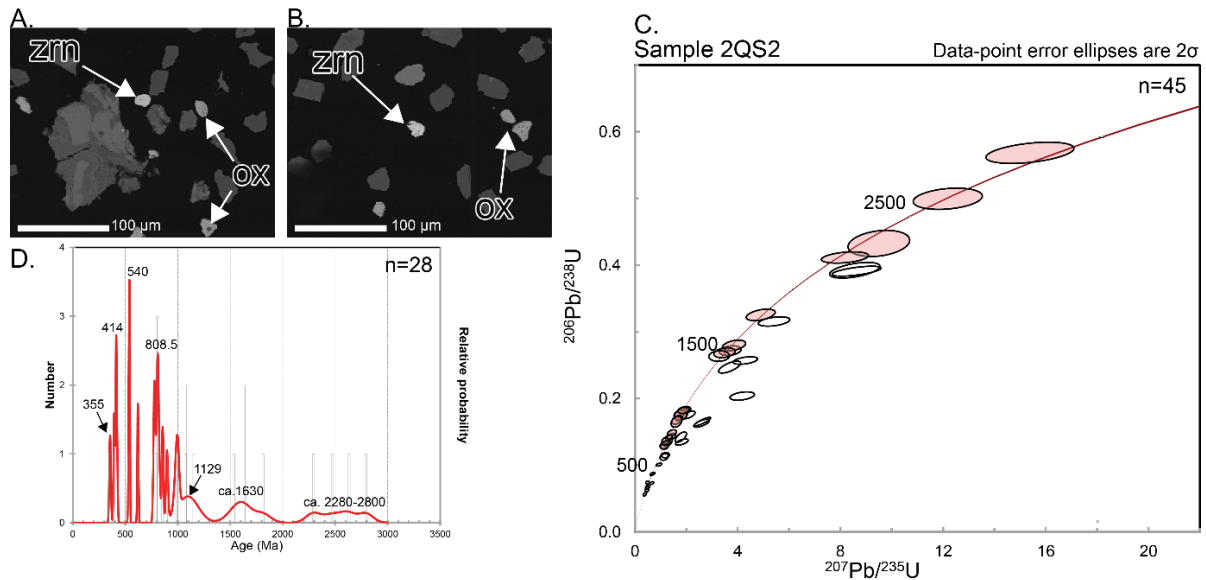 A.
zrn
ox
100 µm
B.
zrn
ox
100 µm
C.
Sample 2QS2
Data-point error ellipses are 2σ
n=45
0.6
0.4
0.2
0.0
2500
1500
500
206Pb/238U
0
4
8
12
16
20
207Pb/235U
D.
n=28
4
3
2
1
0
Number
Relative probability
540
414
355
808.5
1129
ca.1630
ca. 2280-2800
0
500
1000
1500
2000
2500
3000
3500
Age (Ma)